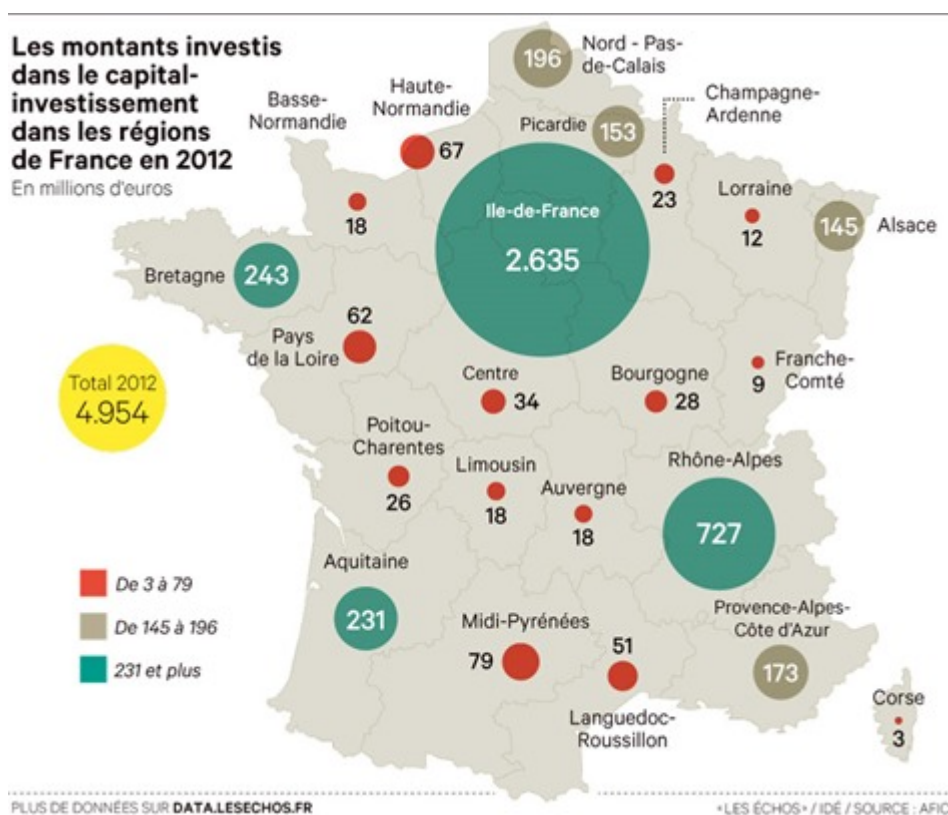 Les montants investis
dans le capital-
investissement
dans les régions
de France en 2012
En millions d'euros
Nord - Pas-
de-Calais
196
Haute-
Normandie
67
Basse-
Normandie
18
Picardie
153
Champagne-
Ardenne
23
Lorraine
12
Alsace
145
Ile-de-France
2.635
Bretagne
243
62
Pays
de la Loire
Total 2012
4.954
Centre
34
Bourgogne
28
Franche-
Comté
9
Poitou-
Charentes
26
Limousin
18
Auvergne
18
Rhône-Alpes
727
Aquitaine
231
Midi-Pyrénées
79
51
Languedoc-
Roussillon
Provence-Alpes-
Côte d'Azur
173
Corse
3
De 3 à 79
De 145 à 196
231 et plus
PLUS DE DONNÉES SUR DATA.LESECHOS.FR
«LES ÉCHOS» / IDÉ / SOURCE : AFIC